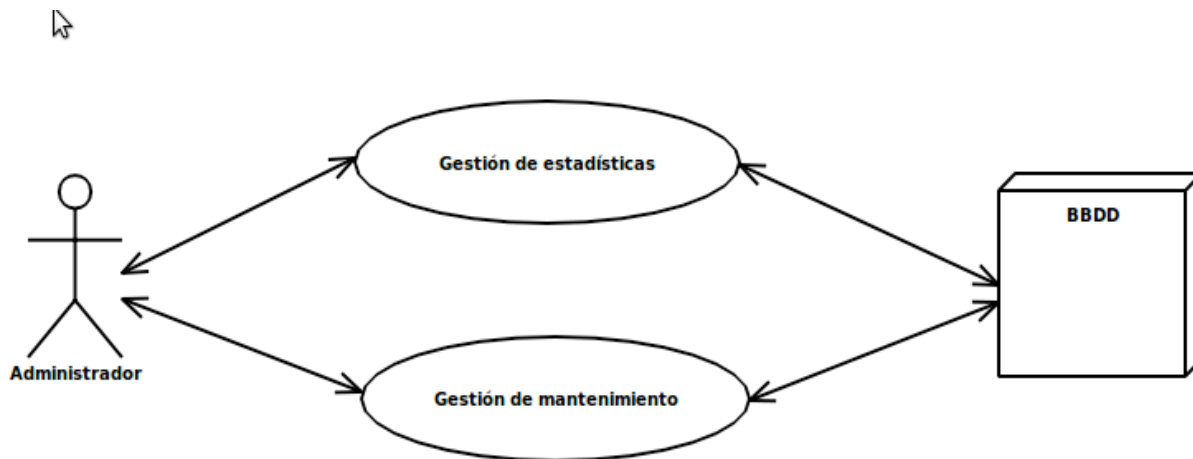 Gestión de estadísticas
BBDD
Administrador
Gestión de mantenimiento